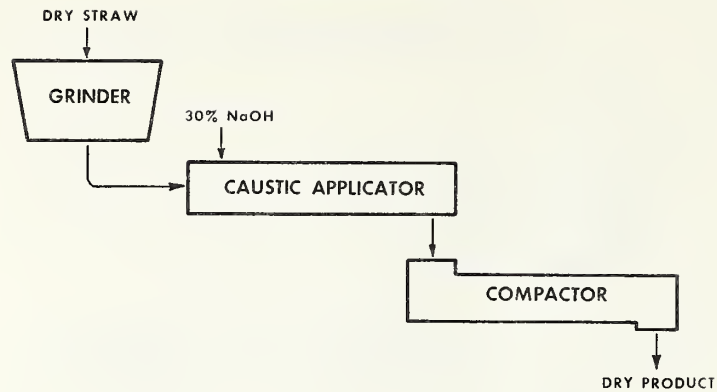 DRY STRAW
GRINDER
30% NaOH
CAUSTIC APPLICATOR
COMPACTOR
DRY PRODUCT